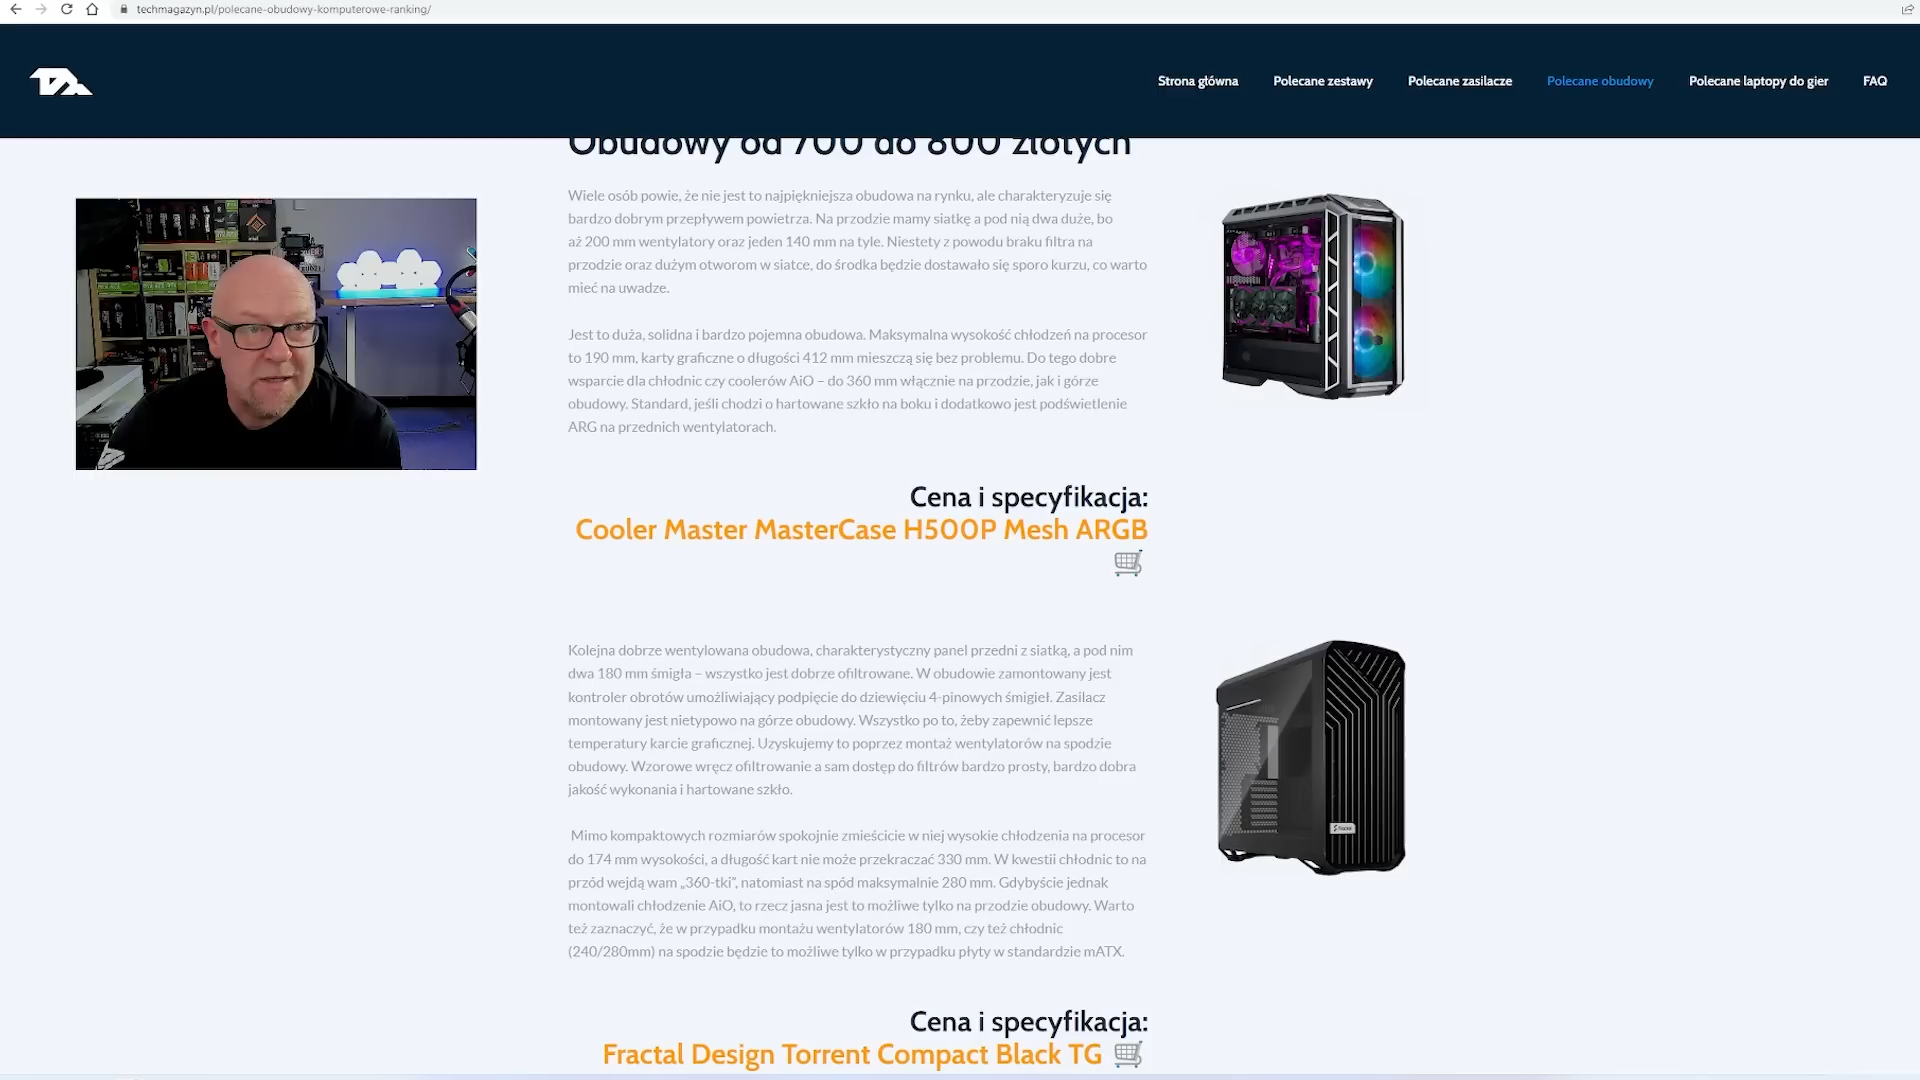 techmagazyn.pl/polecane-obudowy-komputerowe-ranking/
Strona główna
Polecane zestawy
Polecane zasilacze
Polecane obudowy
Polecane laptopy do gier
FAQ
Obudowy od 700 do 800 złotych
Wiele osób powie, że nie jest to najpiękniejsza obudowa na rynku, ale charakteryzuje się
bardzo dobrym przepływem powietrza. Na przodzie mamy siatkę a pod nią dwa duże, bo
aż 200 mm wentylatory oraz jeden 140 mm na tyle. Niestety z powodu braku filtra na
przodzie oraz dużym otworom w siatce, do środka będzie dostawało się sporo kurzu, co warto
mieć na uwadze.
Jest to duża, solidna i bardzo pojemna obudowa. Maksymalna wysokość chłodzeń na procesor
to 190 mm, karty graficzne o długości 412 mm mieszczą się bez problemu. Do tego dobre
wsparcie dla chłodnic czy coolerów AiO – do 360 mm włącznie na przodzie, jak i górze
obudowy. Standard, jeśli chodzi o hartowane szkło na boku i dodatkowo jest podświetlenie
ARG na przednich wentylatorach.
Cena i specyfikacja:
Cooler Master MasterCase H500P Mesh ARGB
Kolejna dobrze wentylowana obudowa, charakterystyczny panel przedni z siatką, a pod nim
dwa 180 mm śmigła – wszystko jest dobrze ofiltrowane. W obudowie zamontowany jest
kontroler obrotów umożliwiający podpięcie do dziewięciu 4-pinowych śmigieł. Zasilacz
montowany jest nietypowo na górze obudowy. Wszystko po to, żeby zapewnić lepsze
temperatury karcie graficznej. Uzyskujemy to poprzez montaż wentylatorów na spodzie
obudowy. Wzorowe wręcz ofiltrowanie a sam dostęp do filtrów bardzo prosty, bardzo dobra
jakość wykonania i hartowane szkło.
Mimo kompaktowych rozmiarów spokojnie zmieścicie w niej wysokie chłodzenia na procesor
do 174 mm wysokości, a długość kart nie może przekraczać 330 mm. W kwestii chłodnic to na
przód wejdą wam „360-tki”, natomiast na spód maksymalnie 280 mm. Gdybyście jednak
montowali chłodzenie AiO, to rzecz jasna jest to możliwe tylko na przodzie obudowy. Warto
też zaznaczyć, że w przypadku montażu wentylatorów 180 mm, czy też chłodnic
(240/280mm) na spodzie będzie to możliwe tylko w przypadku płyty w standardzie mATX.
Cena i specyfikacja:
Fractal Design Torrent Compact Black TG